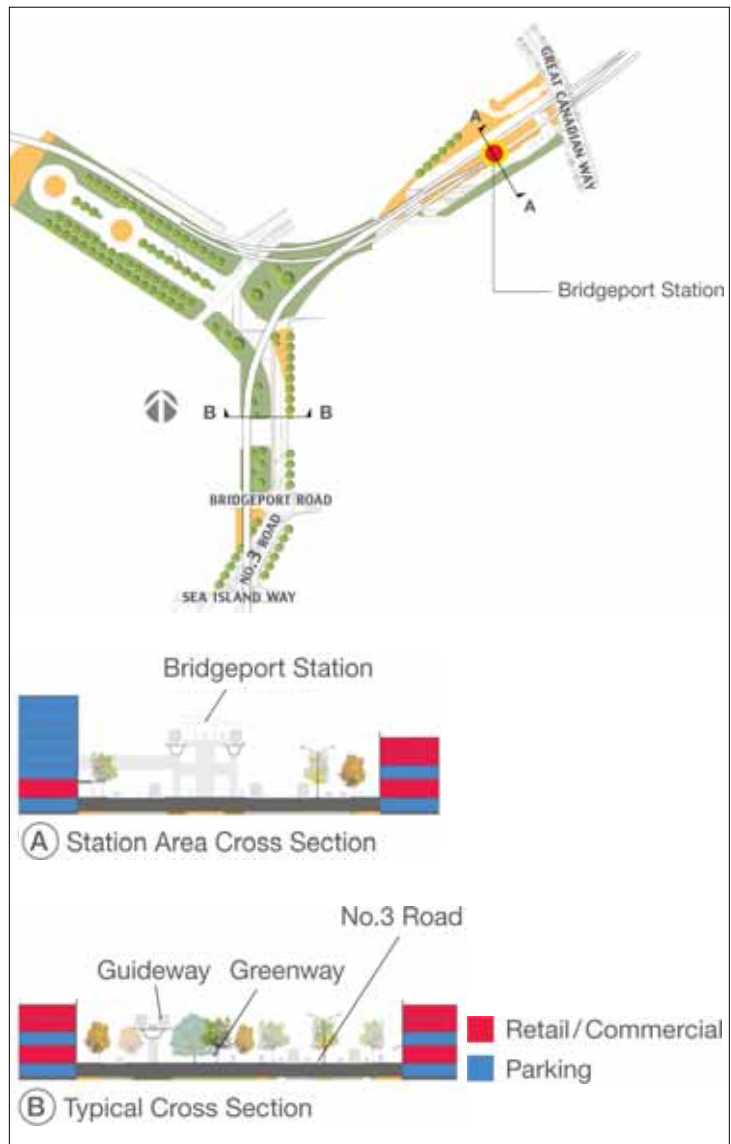 GREAT CANADIAN WAY
A
A
Bridgeport Station
B
B
BRIDGEPORT ROAD
NO.3 ROAD
SEA ISLAND WAY
Bridgeport Station
A Station Area Cross Section
No.3 Road
Guideway
Greenway
Retail/Commercial
Parking
B Typical Cross Section